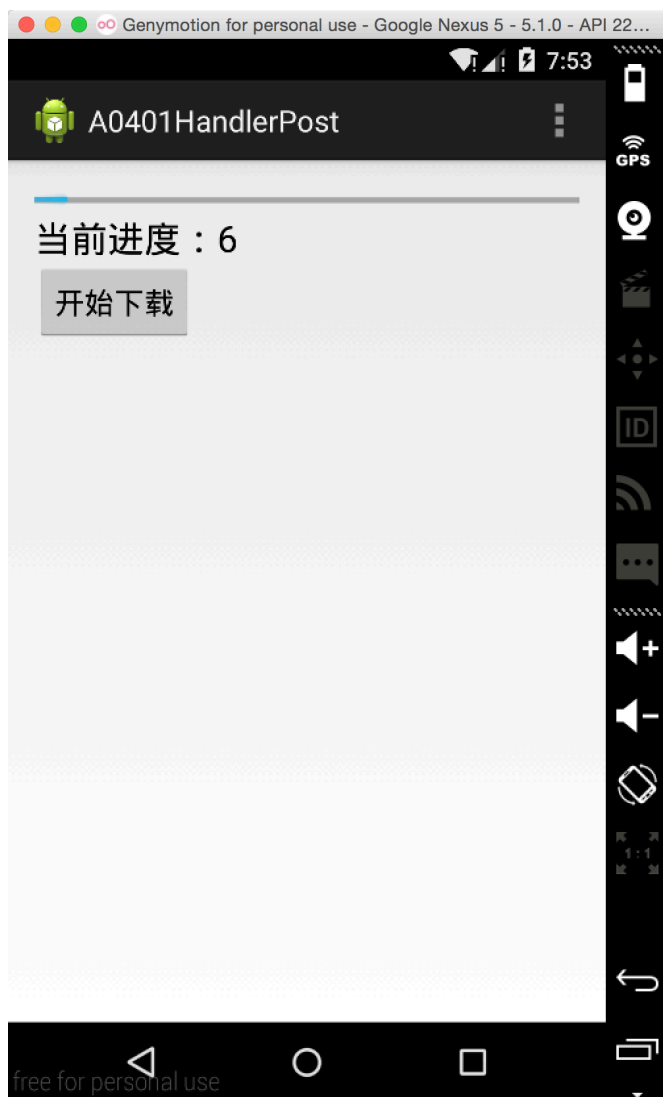 Genymotion for personal use - Google Nexus 5 - 5.1.0 - API 22...
7:53
A0401HandlerPost
GPS
当前进度：6
开始下载
ID
1:1
free for personal use